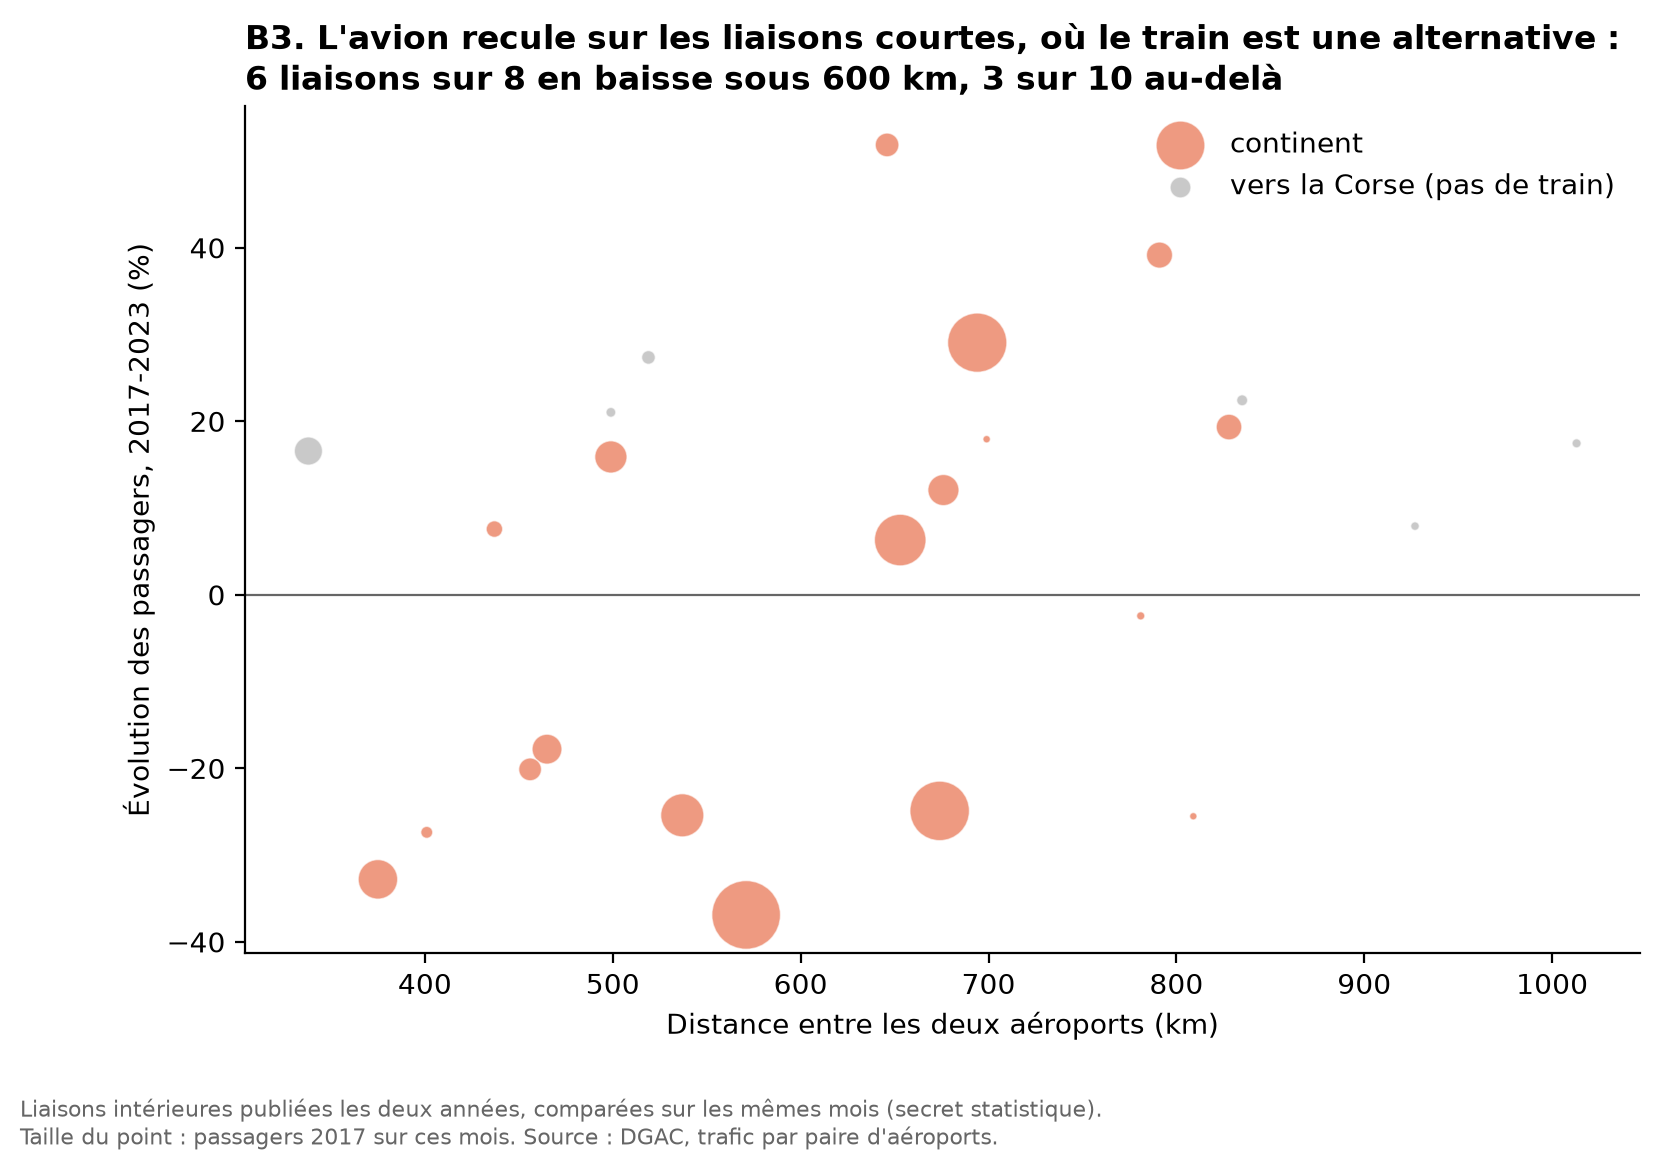 B3. L'avion recule sur les liaisons courtes, où le train est une alternative :
6 liaisons sur 8 en baisse sous 600 km, 3 sur 10 au-delà
continent
vers la Corse (pas de train)
Évolution des passagers, 2017-2023 (%)
40
20
0
−20
−40
400
500
600
700
800
900
1000
Distance entre les deux aéroports (km)
Liaisons intérieures publiées les deux années, comparées sur les mêmes mois (secret statistique).
Taille du point : passagers 2017 sur ces mois. Source : DGAC, trafic par paire d'aéroports.